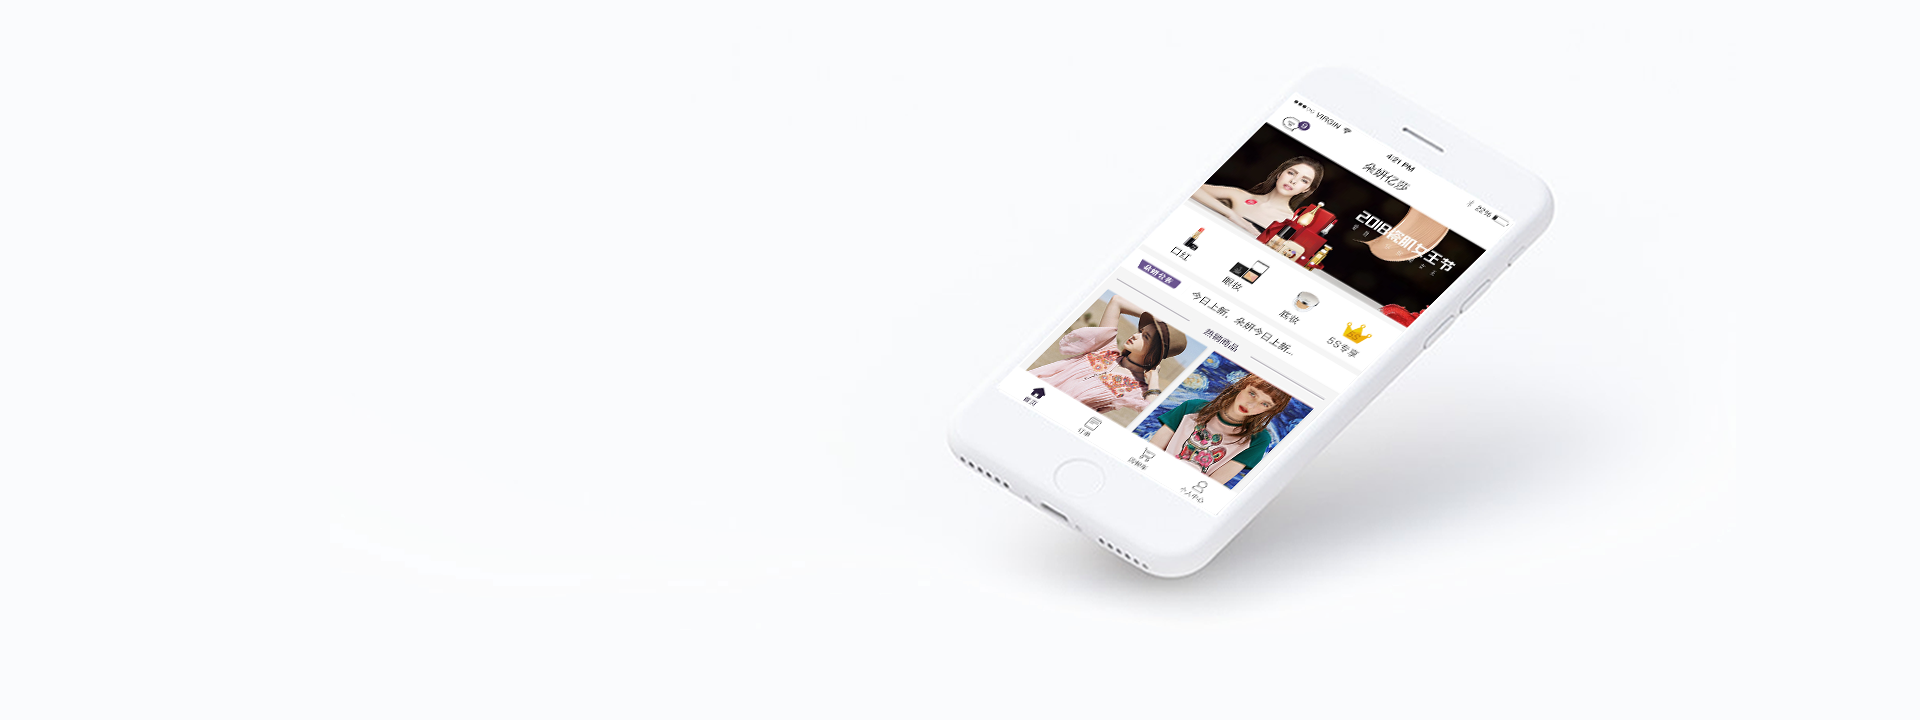 VIRGIN
4:21 PM
22%
朵妍亿莎
2018瓷肌女王节
口红
眼妆
底妆
5S专享
朵妍公告
今日上新，朵妍今日上新...
热销商品
首页
订单
购物车
个人中心